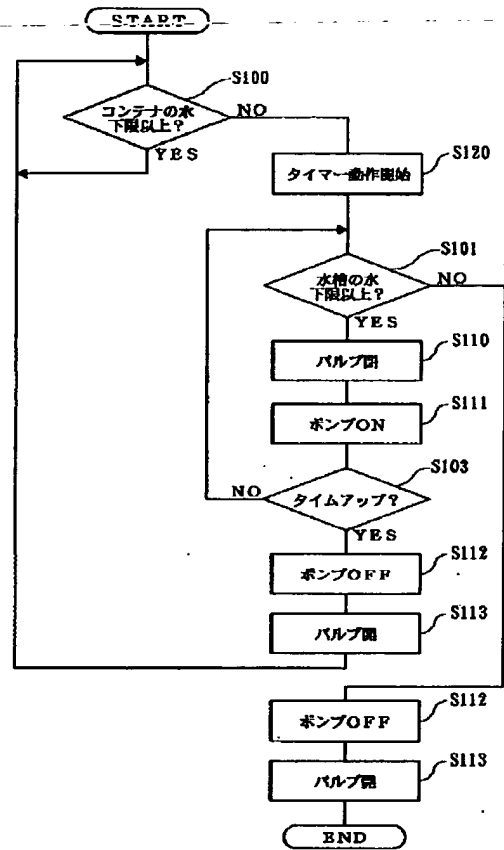 START
S100
コンテナの水
下限以上？
NO
YES
S120
タイマー動作開始
S101
水槽の水
下限以上？
NO
YES
S110
バルブ閉
S111
ポンプON
S103
NO
タイムアップ？
YES
S112
ポンプOFF
S113
バルブ開
S112
ポンプOFF
S113
バルブ開
END